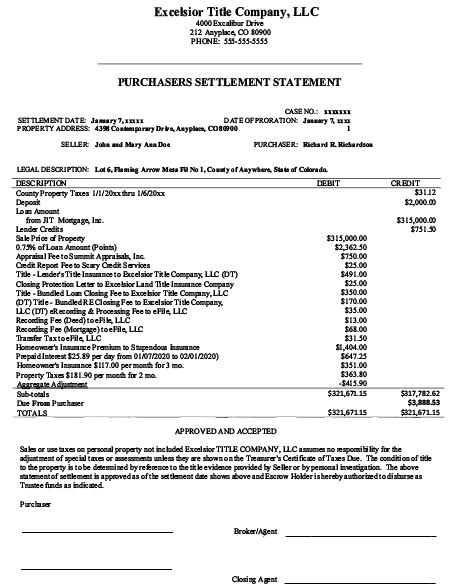 Excelsior Title Company, LLC
4000 Excalibur Drive
212 Anyplace, CO 80900
PHONE: 555-555-5555
PURCHASERS SETTLEMENT STATEMENT
CASE NO.: xxxxxxx
SETTLEMENT DATE: January 7, xxxxx DATE OF PRORATION: January 7, xxxx
PROPERTY ADDRESS: 4398 Contemporary Drive, Anyplace, CO 80900 1
SELLER: John and Mary Ann Doe PURCHASER: Richard R. Richardson
LEGAL DESCRIPTION: Lot 6, Flaming Arrow Mesa Fil No 1, County of Anywhere, State of Colorado.
DESCRIPTION DEBIT CREDIT
County Property Taxes 1/1/20xx thru 1/6/20xx $31.12
Deposit $2,000.00
Loan Amount
from JIT Mortgage, Inc. $315,000.00
Lender Credits $751.50
Sale Price of Property $315,000.00
0.75% of Loan Amount (Points) $2,362.50
Appraisal Fee to Summit Appraisals, Inc. $750.00
Credit Report Fee to Scary Credit Services $25.00
Title - Lender's Title Insurance to Excelsior Title Company, LLC (DT) $491.00
Closing Protection Letter to Excelsior Land Title Insurance Company $25.00
Title - Bundled Loan Closing Fee to Excelsior Title Company, LLC $350.00
(DT) Title - Bundled RE Closing Fee to Excelsior Title Company, $170.00
LLC (DT) eRecording & Processing Fee to eFile, LLC $35.00
Recording Fee (Deed) to eFile, LLC $13.00
Recording Fee (Mortgage) to eFile, LLC $68.00
Transfer Tax to eFile, LLC $31.50
Homeowner's Insurance Premium to Stupendous Insurance $1,404.00
Prepaid Interest $25.89 per day from 01/07/2020 to 02/01/2020) $647.25
Homeowner's Insurance $117.00 per month for 3 mo. $351.00
Property Taxes $181.90 per month for 2 mo. $363.80
Aggregate Adjustment -$415.90
Sub-totals $321,671.15 $317,782.62
Due From Purchaser $3,888.53
TOTALS $321,671.15 $321,671.15
APPROVED AND ACCEPTED
Sales or use taxes on personal property not included Excelsior TITLE COMPANY, LLC assumes no responsibility for the
adjustment of special taxes or assessments unless they are shown on the Treasurer's Certificate of Taxes Due. The condition of title
to the property is to be determined by reference to the title evidence provided by Seller or by personal investigation. The above
statement of settlement is approved as of the settlement date shown above and Escrow Holder is hereby authorized to disburse as
Trustee funds as indicated.
Purchaser
Broker/Agent
Closing Agent